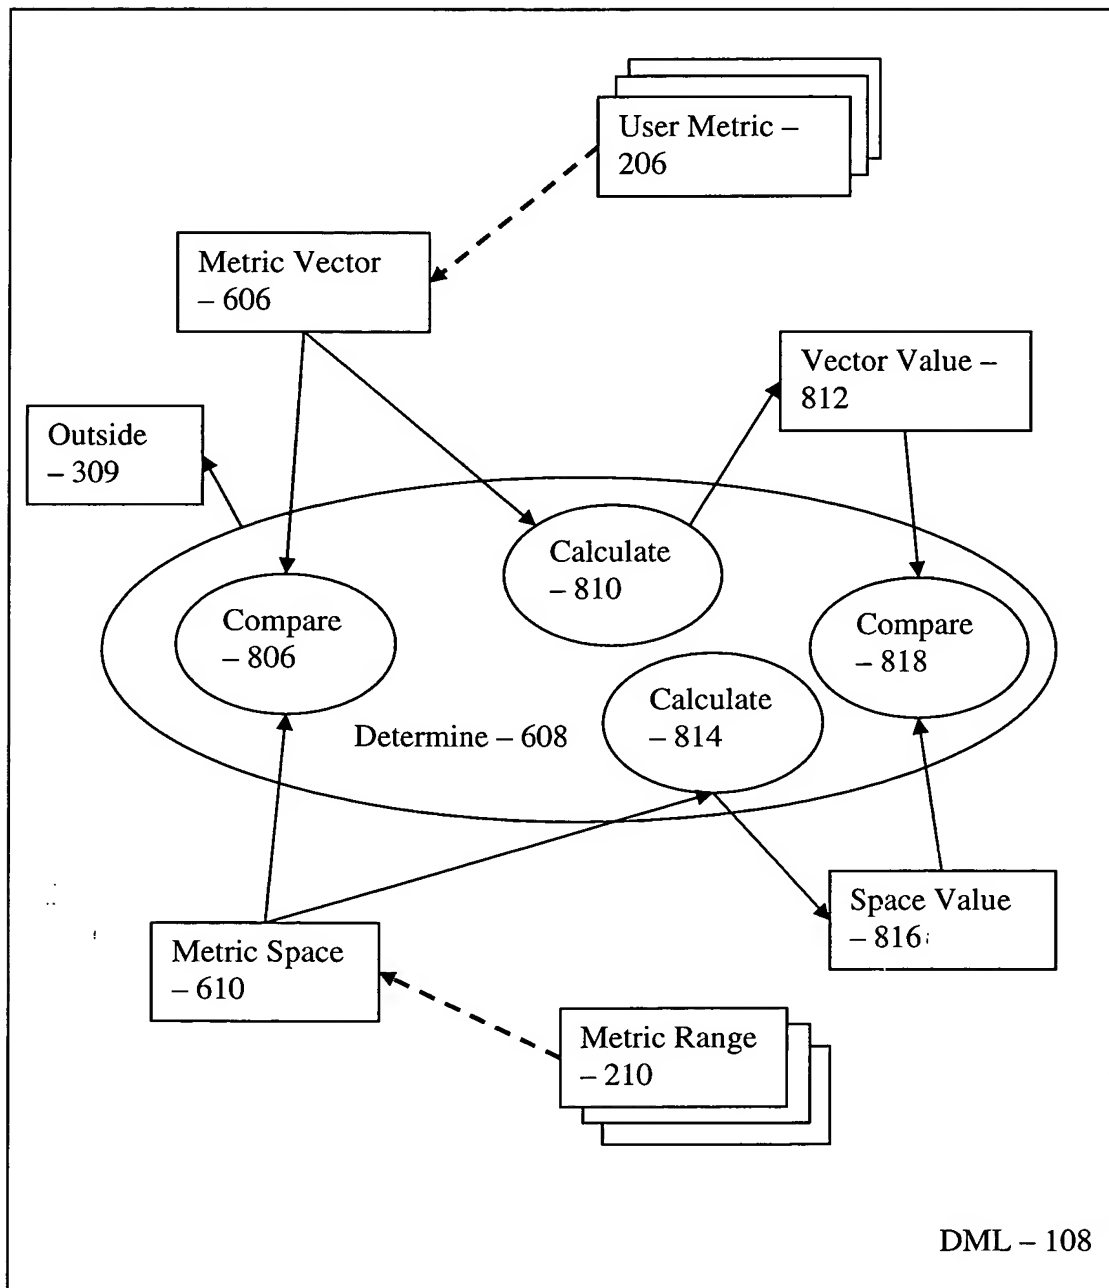 User Metric –
206
Metric Vector
– 606
Vector Value –
812
Outside
– 309
Calculate
– 810
Compare
– 806
Compare
– 818
Calculate
– 814
Determine – 608
Space Value
– 816
Metric Space
– 610
Metric Range
– 210
DML – 108